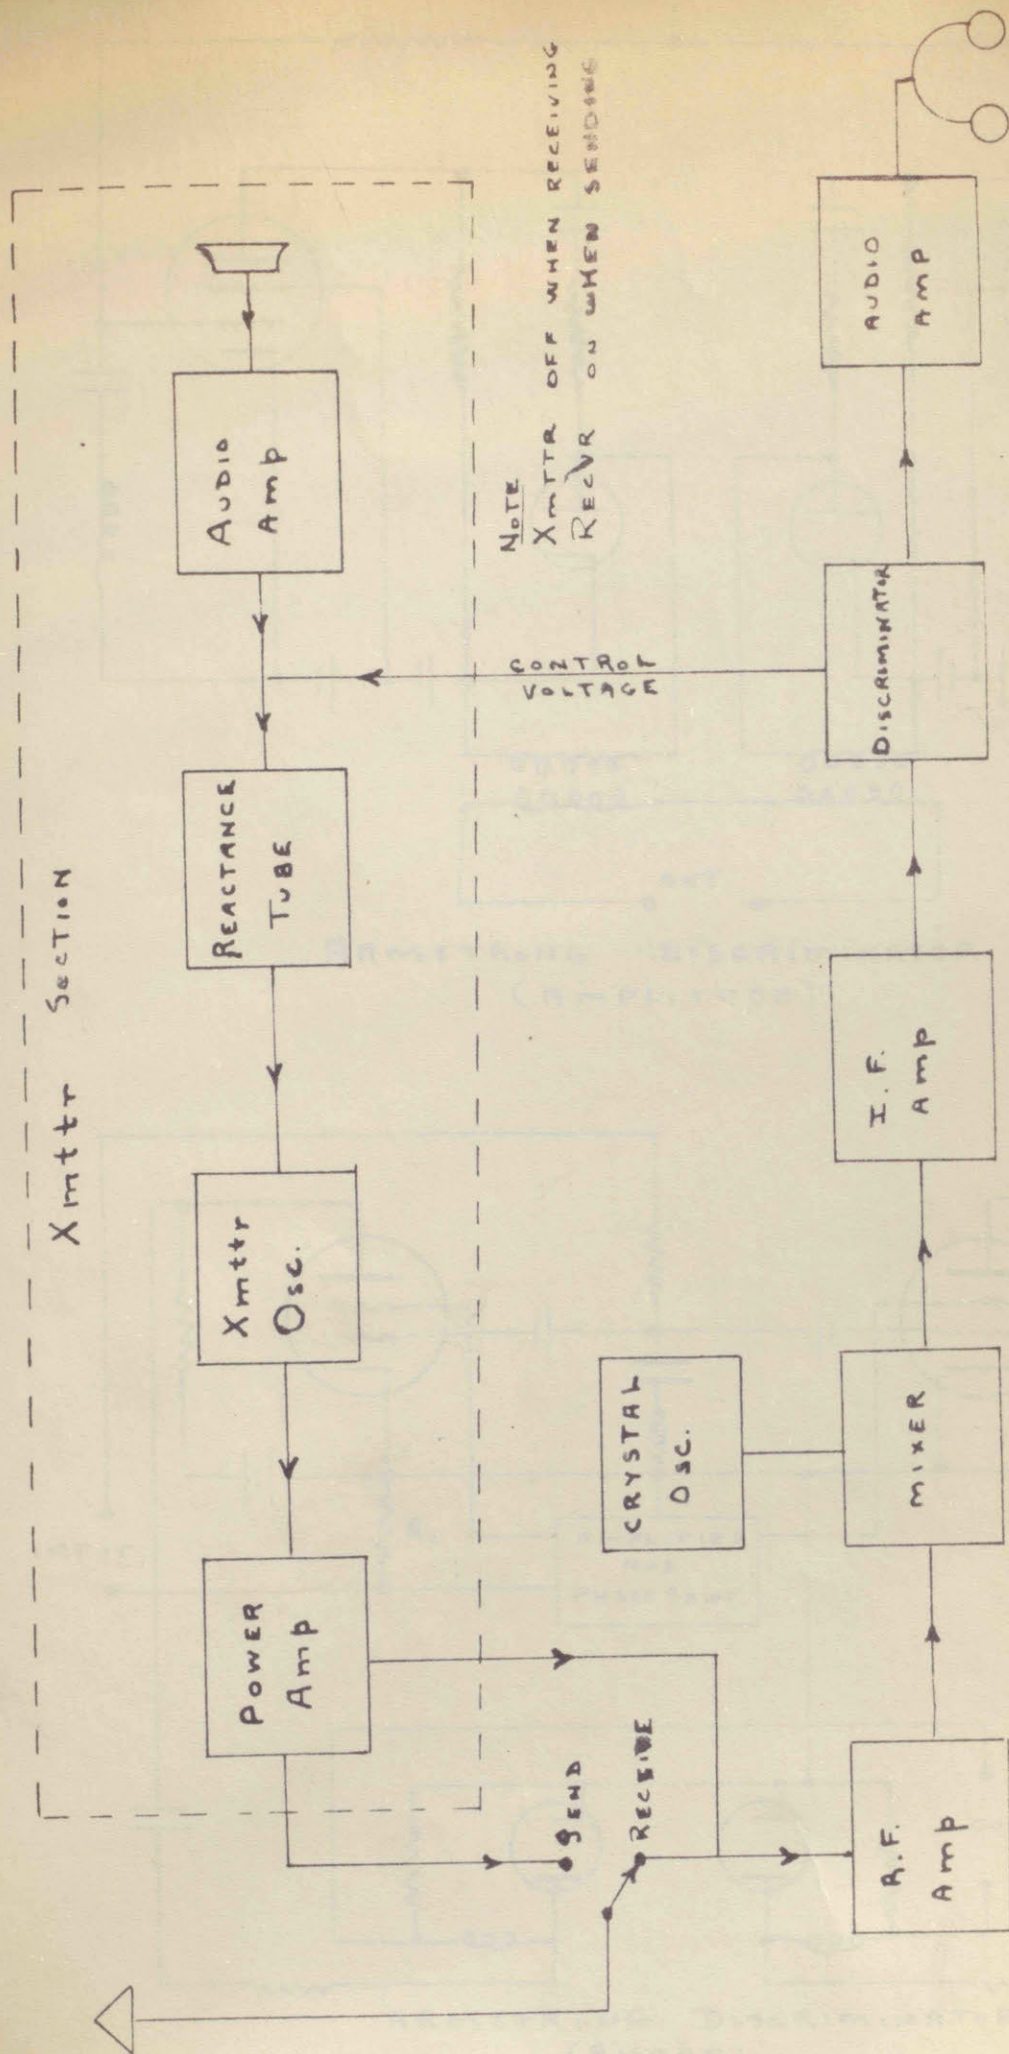 Xmttr Section
Power
Amp
Xmttr
Osc.
Reactance
Tube
Audio
Amp
Note
Xmttr off when receiving
Recvr on when sending
Send
Receive
Control
Voltage
Crystal
Osc.
R.F.
Amp
Mixer
I.F.
Amp
Discriminator
Audio
Amp